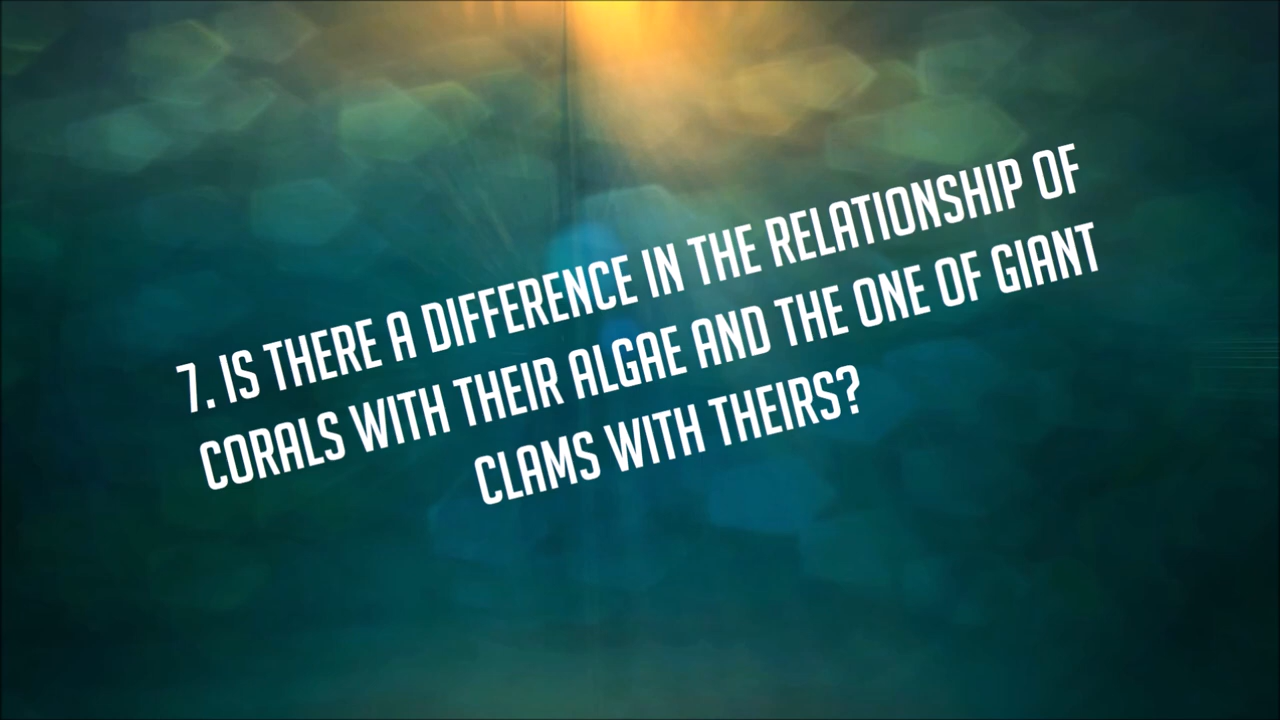 7. IS THERE A DIFFERENCE IN THE RELATIONSHIP OF
CORALS WITH THEIR ALGAE AND THE ONE OF GIANT
CLAMS WITH THEIRS?